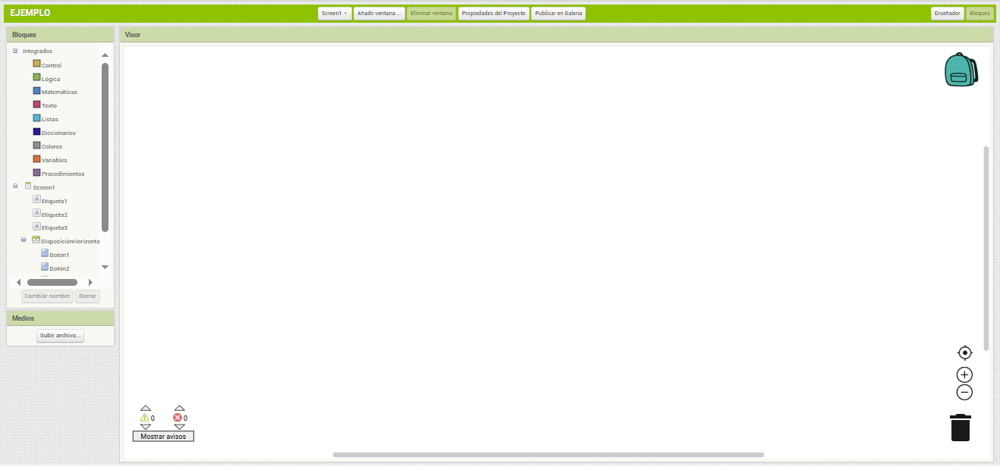 EJEMPLO
Screen1
Añadir ventana ...
Eliminar ventana
Propiedades del Proyecto
Publicar en Galería
Diseñador
Bloques
Bloques
Visor
Integrados
Control
Lógica
Matemáticas
Texto
Listas
Diccionarios
Colores
Variables
Procedimientos
Screen1
Etiqueta1
Etiqueta2
Etiqueta3
DisposiciónHorizonta
Botón1
Botón2
Cambiar nombre
Borrar
Medios
Subir archivo...
0
0
Mostrar avisos